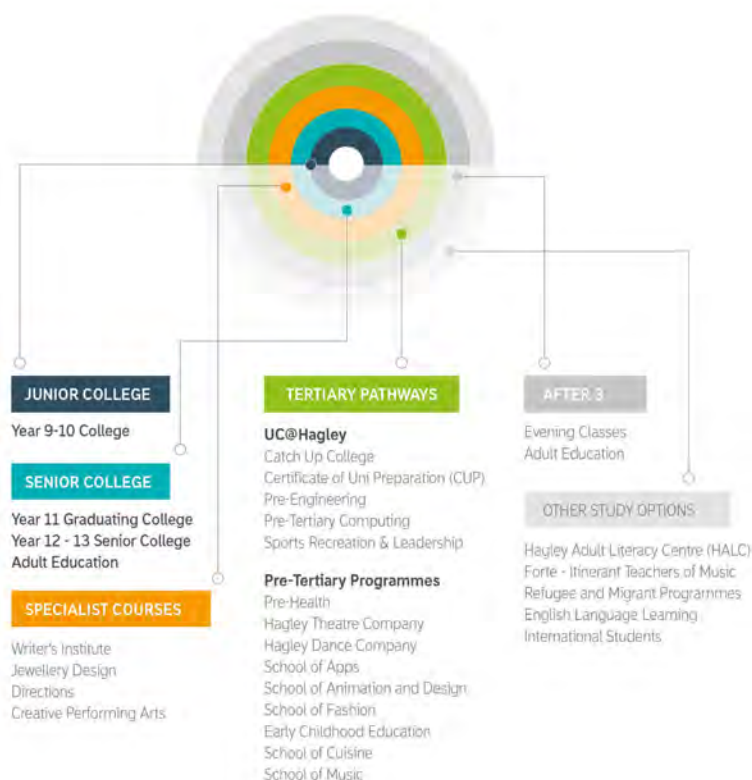 JUNIOR COLLEGE
Year 9-10 College
SENIOR COLLEGE
Year 11 Graduating College
Year 12 - 13 Senior College
Adult Education
SPECIALIST COURSES
Writer's Institute
Jewellery Design
Directions
Creative Performing Arts
TERTIARY PATHWAYS
UC@Hagley
Catch Up College
Certificate of Uni Preparation (CUP)
Pre-Engineering
Pre-Tertiary Computing
Sports Recreation & Leadership
Pre-Tertiary Programmes
Pre-Health
Hagley Theatre Company
Hagley Dance Company
School of Apps
School of Animation and Design
School of Fashion
Early Childhood Education
School of Cuisine
School of Music
AFTER 3
Evening Classes
Adult Education
OTHER STUDY OPTIONS
Hagley Adult Literacy Centre (HALC)
Forte - Itinerant Teachers of Music
Refugee and Migrant Programmes
English Language Learning
International Students